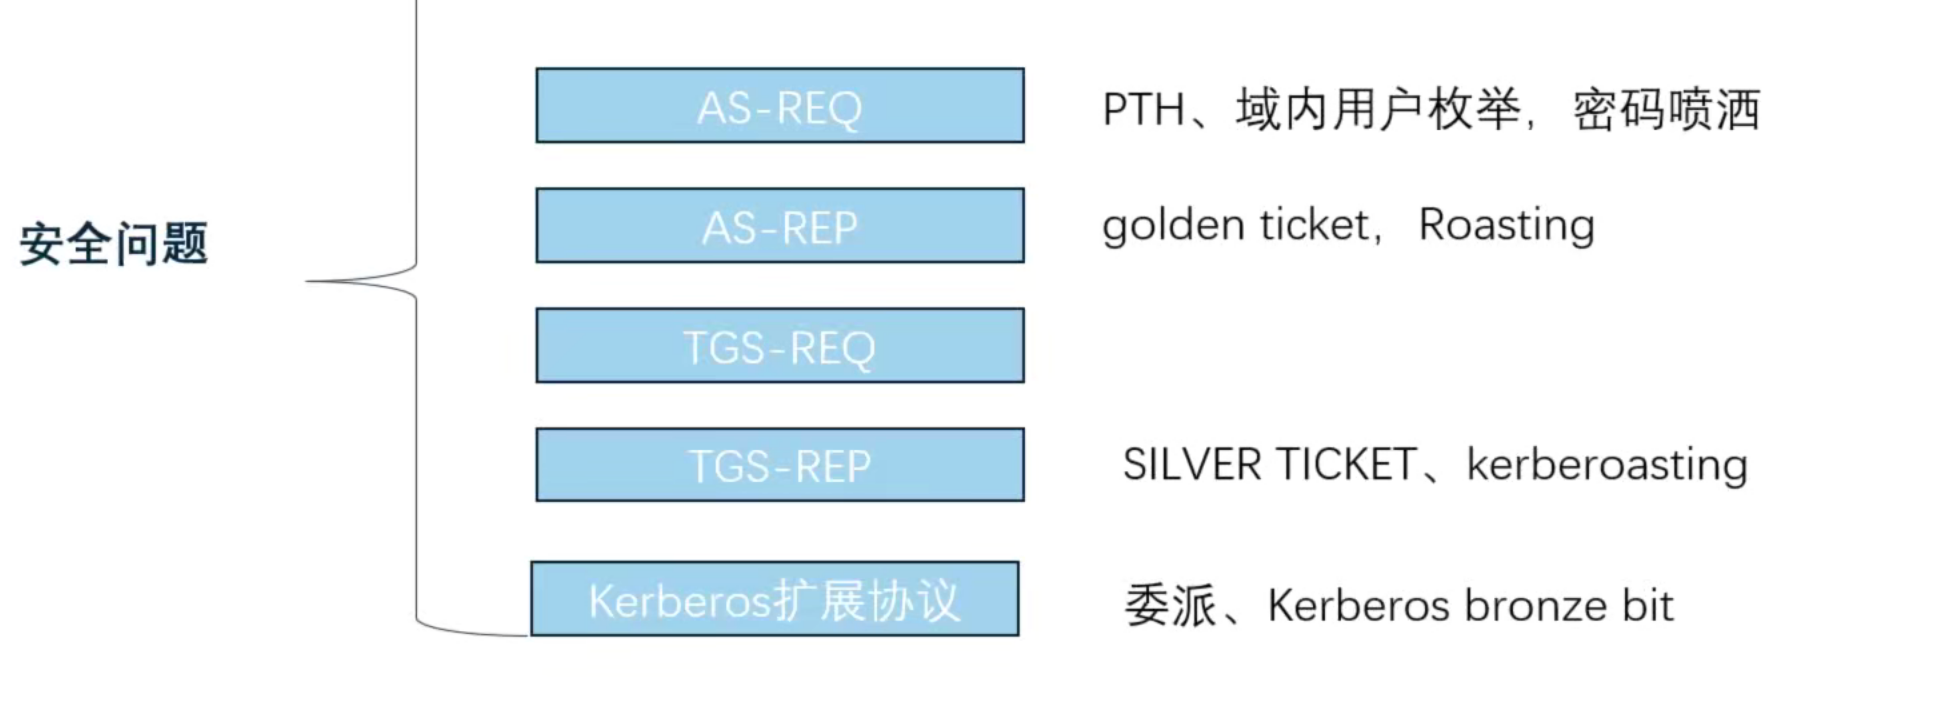 安全问题
AS-REQ
PTH、域内用户枚举，密码喷洒
AS-REP
golden ticket，Roasting
TGS-REQ
TGS-REP
SILVER TICKET、kerberoasting
Kerberos扩展协议
委派、Kerberos bronze bit